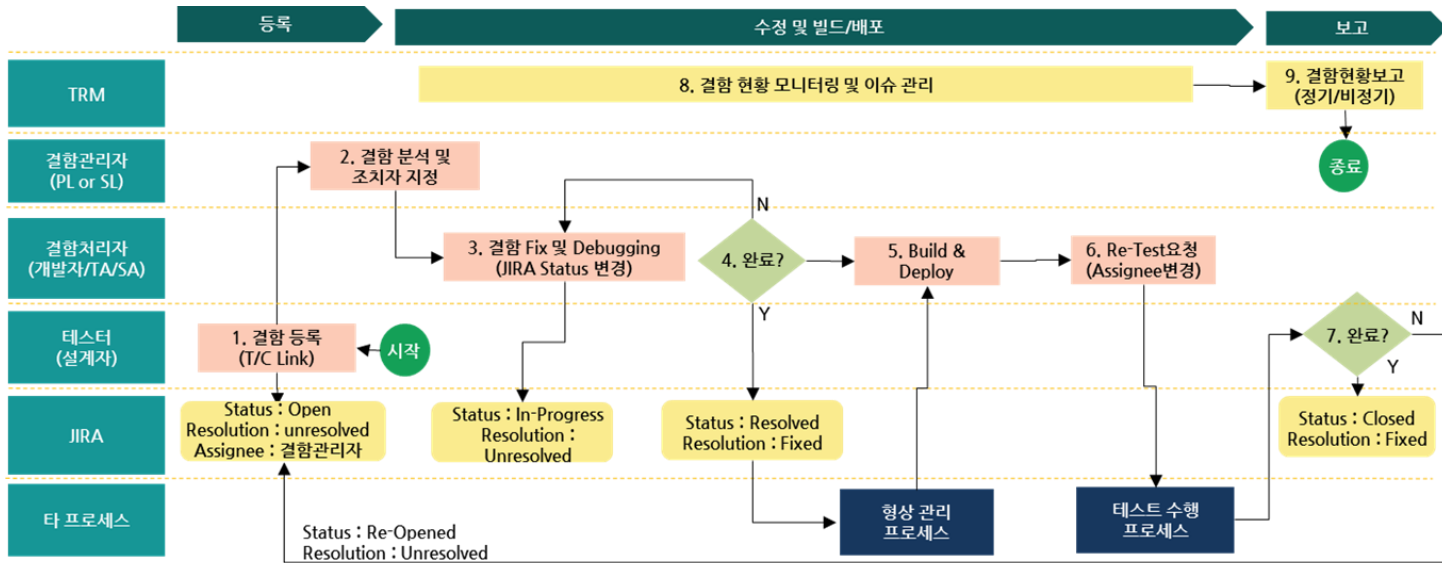 등록
수정 및 빌드/배포
보고
TRM
8. 결함 현황 모니터링 및 이슈 관리
9. 결함현황보고
(정기/비정기)
결함관리자
(PL or SL)
2. 결함 분석 및
조치자 지정
종료
N
결함처리자
(개발자/TA/SA)
3. 결함 Fix 및 Debugging
(JIRA Status 변경)
4. 완료?
5. Build &
Deploy
6. Re-Test요청
(Assignee변경)
Y
테스터
(설계자)
1. 결함 등록
(T/C Link)
시작
7. 완료?
N
Y
JIRA
Status : Open
Resolution : unresolved
Assignee : 결함관리자
Status : In-Progress
Resolution :
Unresolved
Status : Resolved
Resolution : Fixed
Status : Closed
Resolution : Fixed
타 프로세스
Status : Re-Opened
Resolution : Unresolved
형상 관리
프로세스
테스트 수행
프로세스